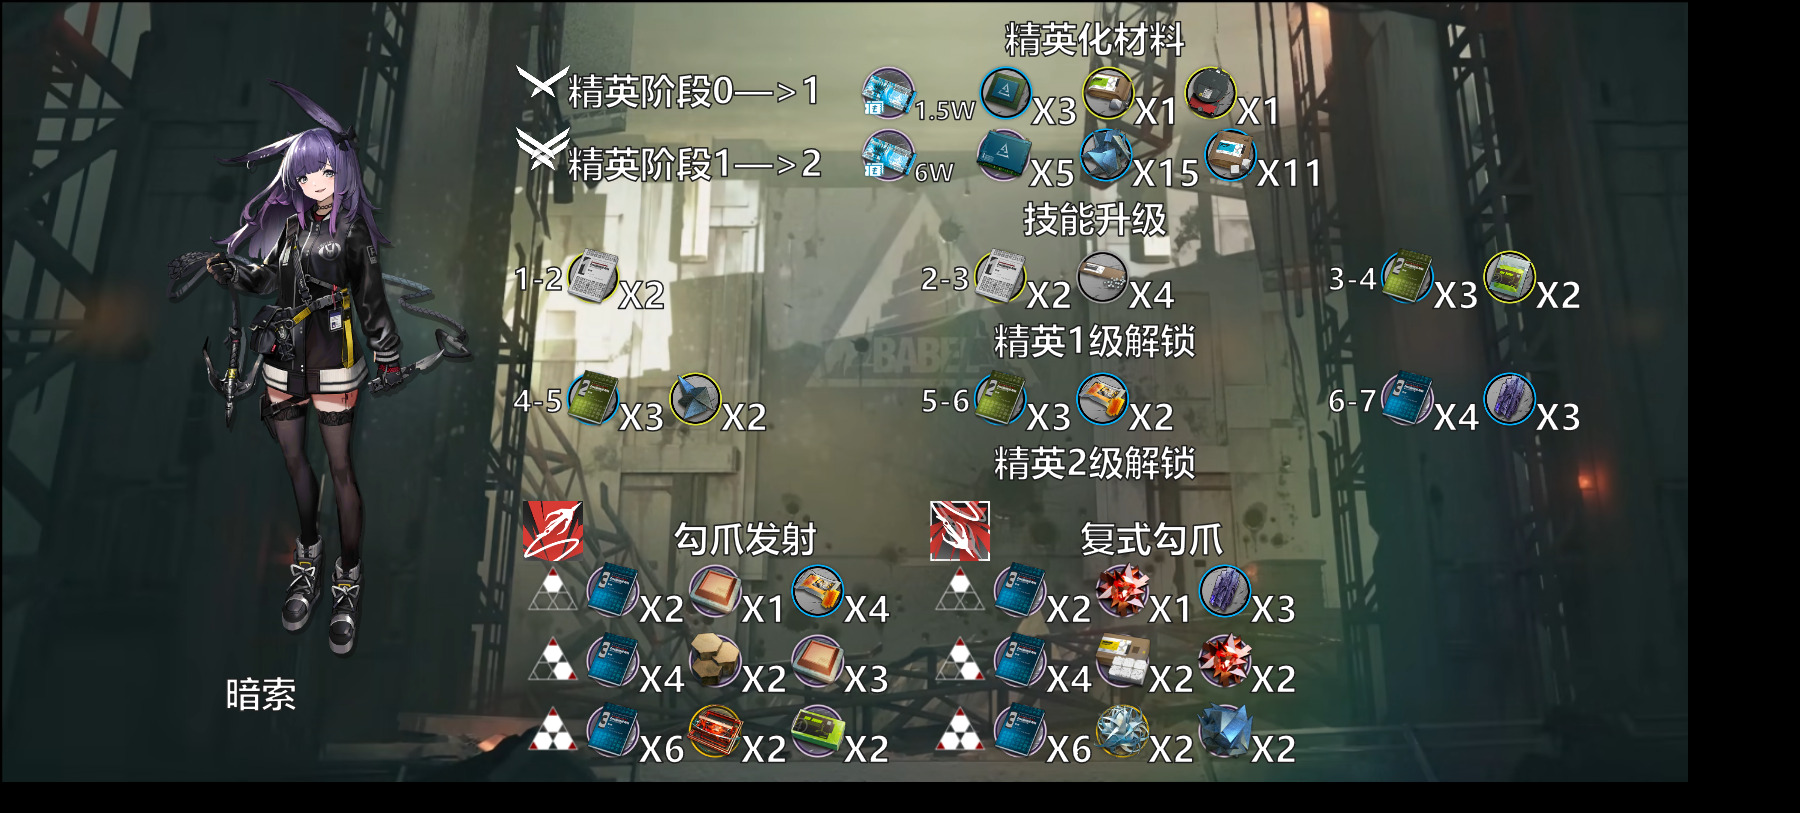 精英化材料
精英阶段0—>1 1.5W X3 X1 X1
精英阶段1—>2 6W X5 X15 X11
技能升级
1-2 X2 2-3 X2 X4 3-4 X3 X2
精英1级解锁
BABEL
4-5 X3 X2 5-6 X3 X2 6-7 X4 X3
精英2级解锁
勾爪发射 复式勾爪
X2 X1 X4 X2 X1 X3
X4 X2 X3 X4 X2 X2
X6 X2 X2 X6 X2 X2
暗索